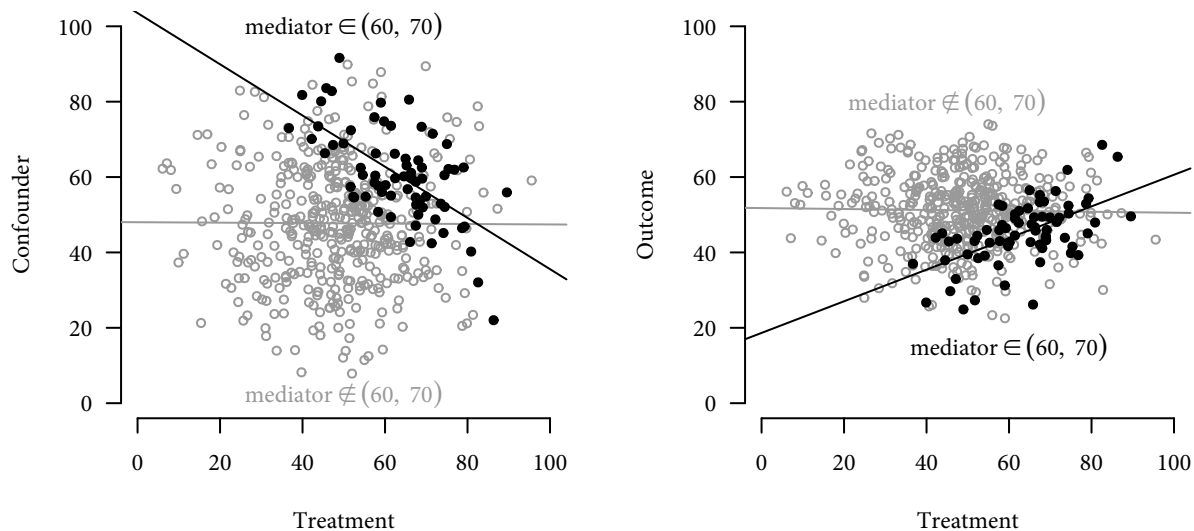 100
80
60
40
20
0
Confounder
mediator ∈ (60, 70)
mediator ∉ (60, 70)
0 20 40 60 80 100
Treatment
100
80
60
40
20
0
Outcome
mediator ∉ (60, 70)
mediator ∈ (60, 70)
0 20 40 60 80 100
Treatment